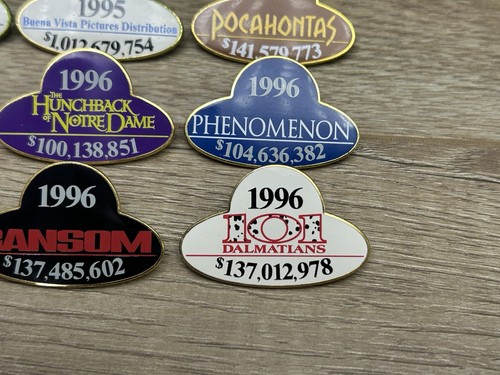 1995
Buena Vista Pictures Distribution
$1,012,679,754
POCAHONTAS
$141,579,773
1996
THE
HUNCHBACK
OF NOTRE DAME
$100,138,851
1996
PHENOMENON
$104,636,382
1996
RANSOM
$137,485,602
1996
101
DALMATIANS
$137,012,978